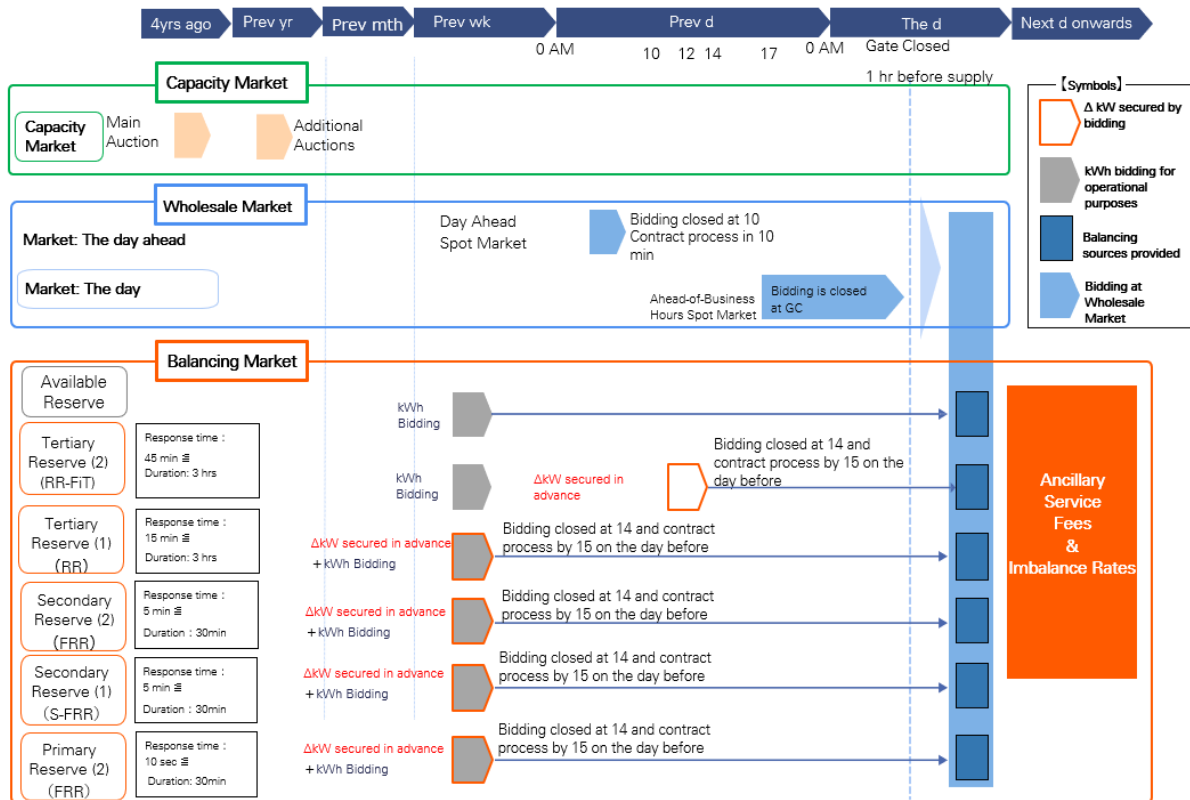 4yrs ago
Prev yr
Prev mth
Prev wk
Prev d
The d
Next d onwards
0 AM
10
12
14
17
0 AM
Gate Closed
1 hr before supply
Capacity Market
Capacity
Market
Main
Auction
Additional
Auctions
【Symbols】
Δ kW secured by
bidding
kWh bidding for
operational
purposes
Balancing
sources provided
Bidding at
Wholesale
Market
Wholesale Market
Market: The day ahead
Day Ahead
Spot Market
Bidding closed at 10
Contract process in 10
min
Market: The day
Ahead-of-Business
Hours Spot Market
Bidding is closed
at GC
Balancing Market
Available
Reserve
kWh
Bidding
Tertiary
Reserve (2)
(RR-FiT)
Response time :
45 min ≦
Duration: 3 hrs
kWh
Bidding
ΔkW secured in
advance
Bidding closed at 14 and
contract process by 15 on the
day before
Tertiary
Reserve (1)
(RR)
Response time :
15 min ≦
Duration: 3 hrs
ΔkW secured in advance
+ kWh Bidding
Bidding closed at 14 and contract
process by 15 on the day before
Secondary
Reserve (2)
(FRR)
Response time :
5 min ≦
Duration : 30min
ΔkW secured in advance
+ kWh Bidding
Bidding closed at 14 and contract
process by 15 on the day before
Secondary
Reserve (1)
(S-FRR)
Response time :
5 min ≦
Duration : 30min
ΔkW secured in advance
+ kWh Bidding
Bidding closed at 14 and contract
process by 15 on the day before
Primary
Reserve (2)
(FRR)
Response time :
10 sec ≦
Duration: 30min
ΔkW secured in advance
+ kWh Bidding
Bidding closed at 14 and contract
process by 15 on the day before
Ancillary
Service
Fees
&
Imbalance Rates